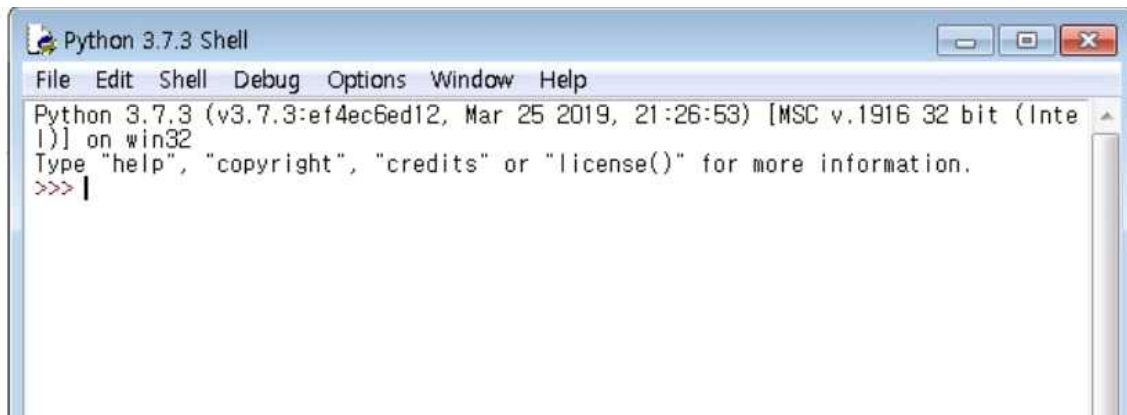 Python 3.7.3 Shell
File Edit Shell Debug Options Window Help
Python 3.7.3 (v3.7.3:ef4ec6ed12, Mar 25 2019, 21:26:53) [MSC v.1916 32 bit (Inte
l)] on win32
Type "help", "copyright", "credits" or "license()" for more information.
>>>